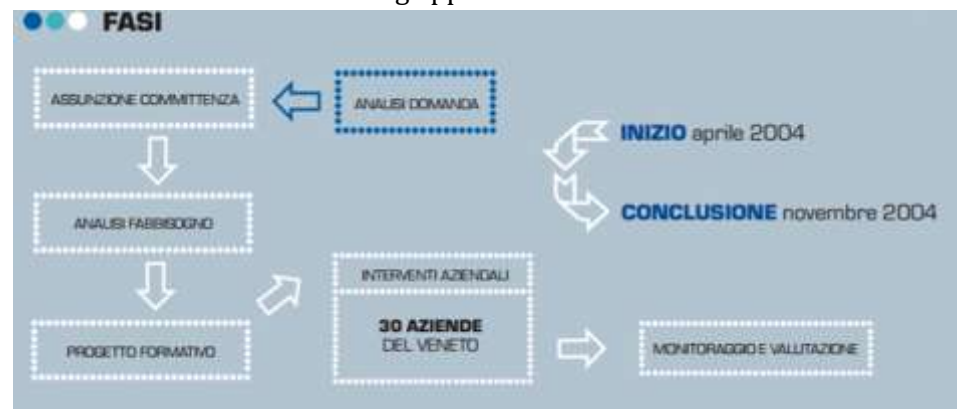 FASI
ASSUNZIONE COMMITTENZA
ANALISI DOMANDA
INIZIO aprile 2004
CONCLUSIONE novembre 2004
ANALISI FABBISOGNO
INTERVENTI AZIENDALI
30 AZIENDE
DEL VENETO
PROGETTO FORMATIVO
MONITORAGGIO E VALUTAZIONE